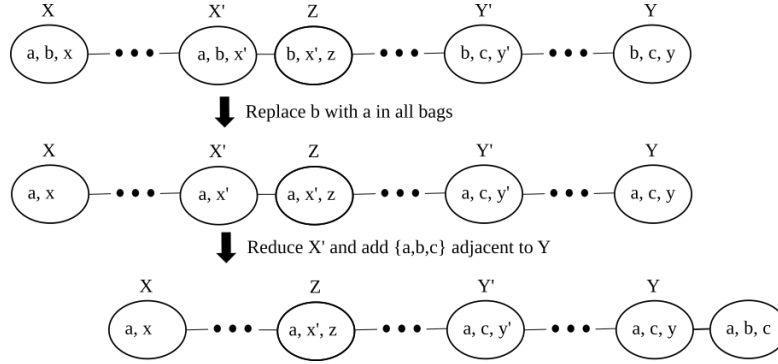 X X' Z Y' Y
a, b, x • • • a, b, x' b, x', z • • • b, c, y' • • • b, c, y
Replace b with a in all bags
X X' Z Y' Y
a, x • • • a, x' a, x', z • • • a, c, y' • • • a, c, y
Reduce X' and add {a,b,c} adjacent to Y
X Z Y' Y
a, x • • • a, x', z • • • a, c, y' • • • a, c, y a, b, c